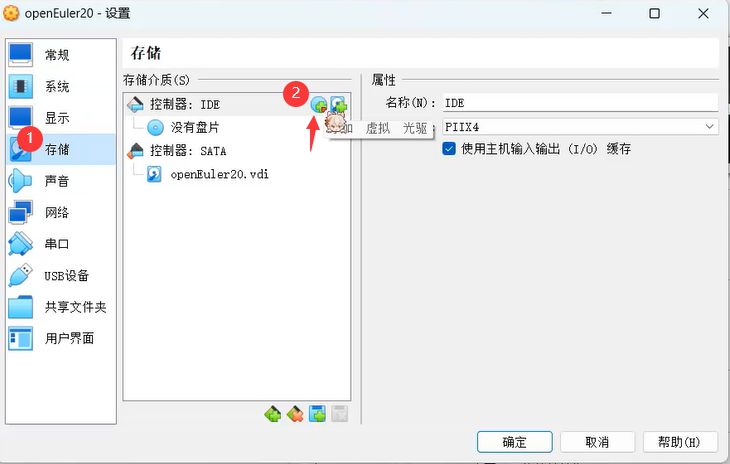 openEuler20 - 设置
常规
系统
显示
1
存储
声音
网络
串口
USB设备
共享文件夹
用户界面
存储
存储介质(S)
控制器: IDE
2
没有盘片
控制器: SATA
openEuler20.vdi
加 虚拟 光驱
属性
名称(N): IDE
PIIX4
使用主机输入输出 (I/O) 缓存
确定
取消
帮助(H)